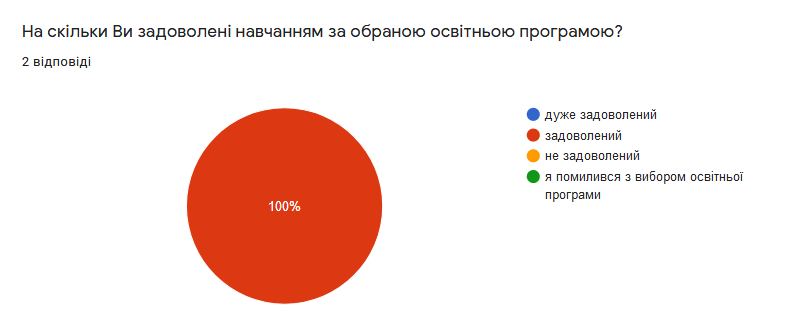 На скільки Ви задоволені навчанням за обраною освітньою програмою?
2 відповіді
дуже задоволений
задоволений
не задоволений
я помилився з вибором освітньої
програми
100%